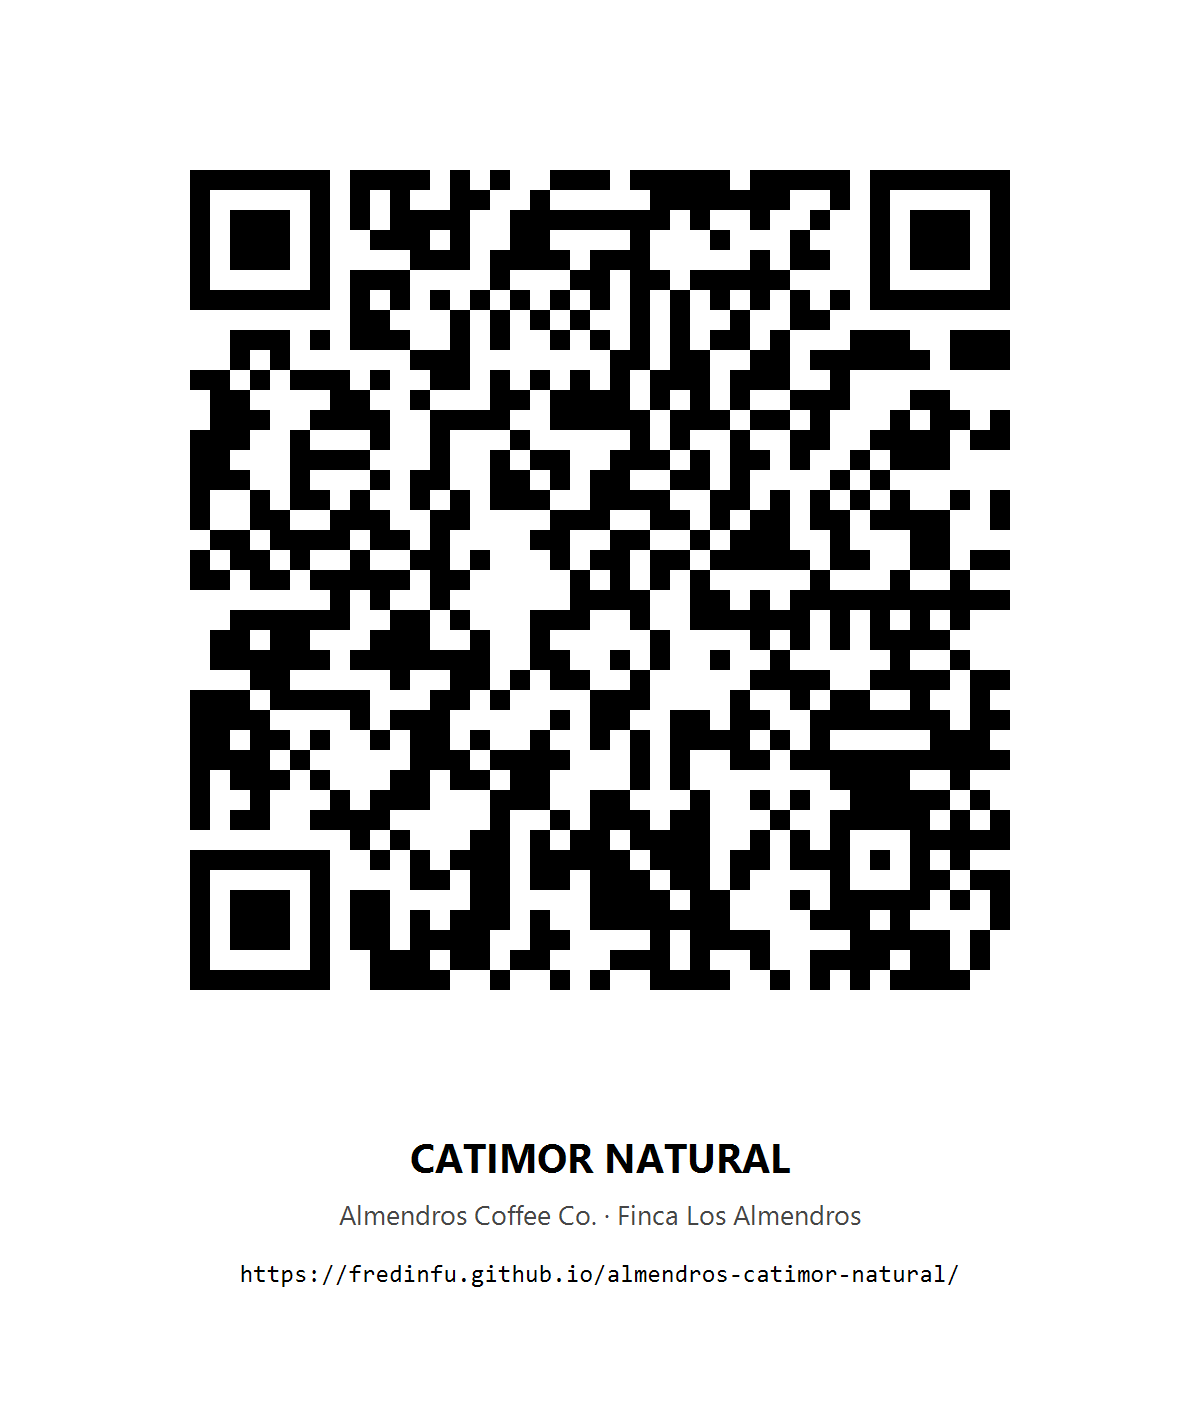 CATIMOR NATURAL
Almendros Coffee Co. · Finca Los Almendros
https://fredinfu.github.io/almendros-catimor-natural/